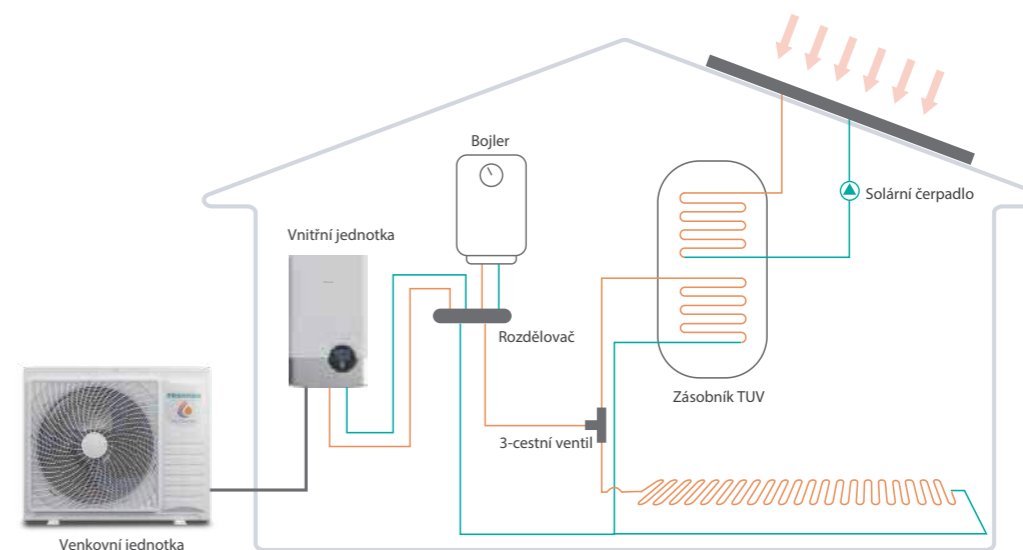 Bojler
Solární čerpadlo
Vnitřní jednotka
Rozdělovač
Zásobník TUV
3-cestní ventil
Venkovní jednotka